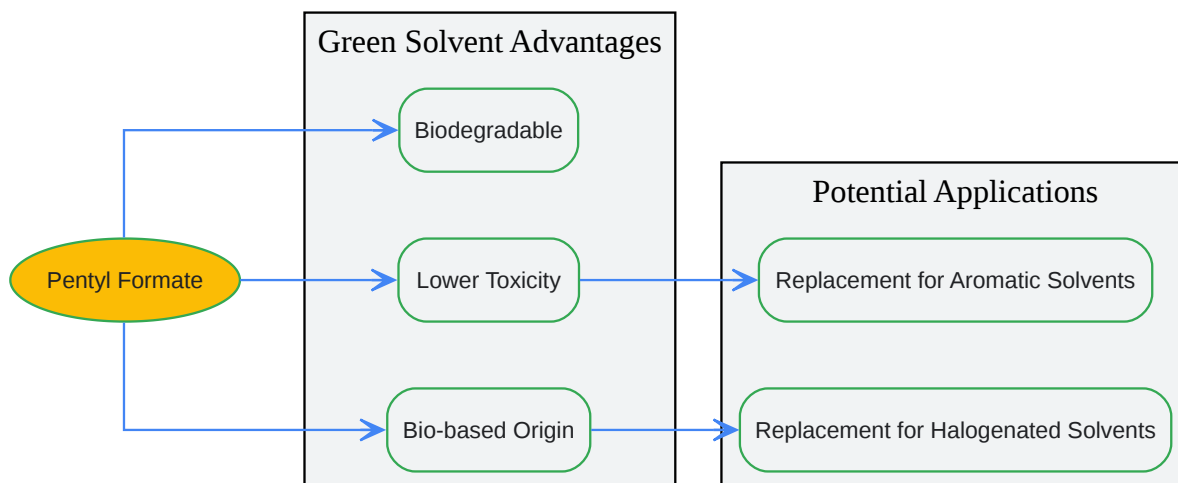 Green Solvent Advantages
Biodegradable
Potential Applications
Pentyl Formate
Lower Toxicity
Replacement for Aromatic Solvents
Bio-based Origin
Replacement for Halogenated Solvents